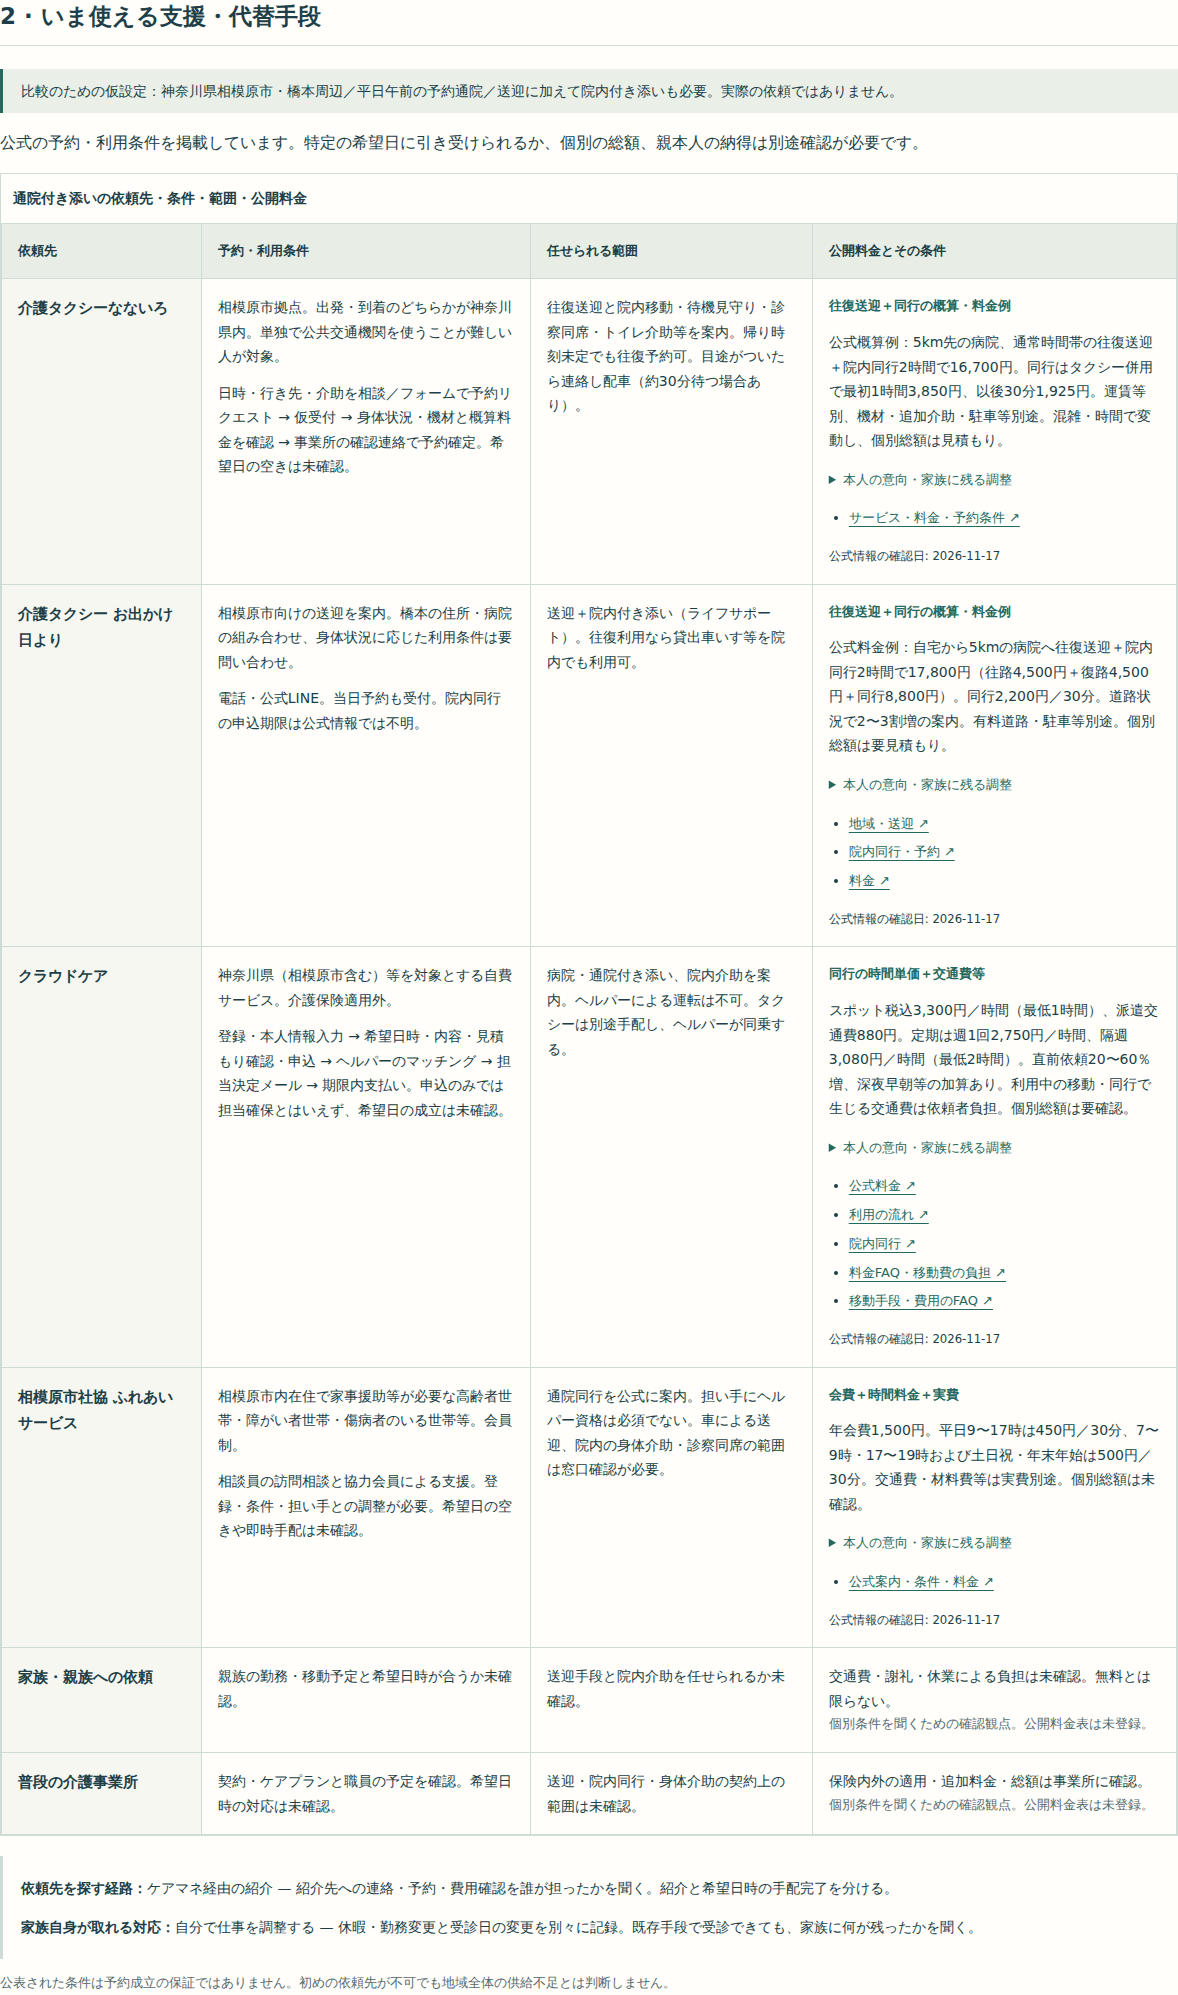 2・いま使える支援・代替手段
比較のための仮設定：神奈川県相模原市・橋本周辺／平日午前の予約通院／送迎に加えて院内付き添いも必要。実際の依頼ではありません。
公式の予約・利用条件を掲載しています。特定の希望日に引き受けられるか、個別の総額、親本人の納得は別途確認が必要です。
通院付き添いの依頼先・条件・範囲・公開料金
依頼先
予約・利用条件
任せられる範囲
公開料金とその条件
介護タクシーなないろ
相模原市拠点。出発・到着のどちらかが神奈川
県内。単独で公共交通機関を使うことが難しい
人が対象。
日時・行き先・介助を相談／フォームで予約リ
クエスト → 仮受付 → 身体状況・機材と概算料
金を確認 → 事業所の確認連絡で予約確定。希
望日の空きは未確認。
往復送迎と院内移動・待機見守り・診
察同席・トイレ介助等を案内。帰り時
刻未定でも往復予約可。目途がついた
ら連絡し配車（約30分待つ場合あ
り）。
往復送迎＋同行の概算・料金例
公式概算例：5km先の病院、通常時間帯の往復送迎
＋院内同行2時間で16,700円。同行はタクシー併用
で最初1時間3,850円、以後30分1,925円。運賃等
別、機材・追加介助・駐車等別途。混雑・時間で変
動し、個別総額は見積もり。
▶ 本人の意向・家族に残る調整
• サービス・料金・予約条件 ↗
公式情報の確認日: 2026-11-17
介護タクシー お出かけ
日より
相模原市向けの送迎を案内。橋本の住所・病院
の組み合わせ、身体状況に応じた利用条件は要
問い合わせ。
電話・公式LINE。当日予約も受付。院内同行
の申込期限は公式情報では不明。
送迎＋院内付き添い（ライフサポー
ト）。往復利用なら貸出車いす等を院
内でも利用可。
往復送迎＋同行の概算・料金例
公式料金例：自宅から5kmの病院へ往復送迎＋院内
同行2時間で17,800円（往路4,500円＋復路4,500
円＋同行8,800円）。同行2,200円／30分。道路状
況で2〜3割増の案内。有料道路・駐車等別途。個別
総額は要見積もり。
▶ 本人の意向・家族に残る調整
• 地域・送迎 ↗
• 院内同行・予約 ↗
• 料金 ↗
公式情報の確認日: 2026-11-17
クラウドケア
神奈川県（相模原市含む）等を対象とする自費
サービス。介護保険適用外。
登録・本人情報入力 → 希望日時・内容・見積
もり確認・申込 → ヘルパーのマッチング → 担
当決定メール → 期限内支払い。申込のみでは
担当確保とはいえず、希望日の成立は未確認。
病院・通院付き添い、院内介助を案
内。ヘルパーによる運転は不可。タク
シーは別途手配し、ヘルパーが同乗す
る。
同行の時間単価＋交通費等
スポット税込3,300円／時間（最低1時間）、派遣交
通費880円。定期は週1回2,750円／時間、隔週
3,080円／時間（最低2時間）。直前依頼20〜60％
増、深夜早朝等の加算あり。利用中の移動・同行で
生じる交通費は依頼者負担。個別総額は要確認。
▶ 本人の意向・家族に残る調整
• 公式料金 ↗
• 利用の流れ ↗
• 院内同行 ↗
• 料金FAQ・移動費の負担 ↗
• 移動手段・費用のFAQ ↗
公式情報の確認日: 2026-11-17
相模原市社協 ふれあい
サービス
相模原市内在住で家事援助等が必要な高齢者世
帯・障がい者世帯・傷病者のいる世帯等。会員
制。
相談員の訪問相談と協力会員による支援。登
録・条件・担い手との調整が必要。希望日の空
きや即時手配は未確認。
通院同行を公式に案内。担い手にヘル
パー資格は必須でない。車による送
迎、院内の身体介助・診察同席の範囲
は窓口確認が必要。
会費＋時間料金＋実費
年会費1,500円。平日9〜17時は450円／30分、7〜
9時・17〜19時および土日祝・年末年始は500円／
30分。交通費・材料費等は実費別途。個別総額は未
確認。
▶ 本人の意向・家族に残る調整
• 公式案内・条件・料金 ↗
公式情報の確認日: 2026-11-17
家族・親族への依頼
親族の勤務・移動予定と希望日時が合うか未確
認。
送迎手段と院内介助を任せられるか未
確認。
交通費・謝礼・休業による負担は未確認。無料とは
限らない。
個別条件を聞くための確認観点。公開料金表は未登録。
普段の介護事業所
契約・ケアプランと職員の予定を確認。希望日
時の対応は未確認。
送迎・院内同行・身体介助の契約上の
範囲は未確認。
保険内外の適用・追加料金・総額は事業所に確認。
個別条件を聞くための確認観点。公開料金表は未登録。
依頼先を探す経路：ケアマネ経由の紹介 — 紹介先への連絡・予約・費用確認を誰が担ったかを聞く。紹介と希望日時の手配完了を分ける。
家族自身が取れる対応：自分で仕事を調整する — 休暇・勤務変更と受診日の変更を別々に記録。既存手段で受診できても、家族に何が残ったかを聞く。
公表された条件は予約成立の保証ではありません。初めの依頼先が不可でも地域全体の供給不足とは判断しません。